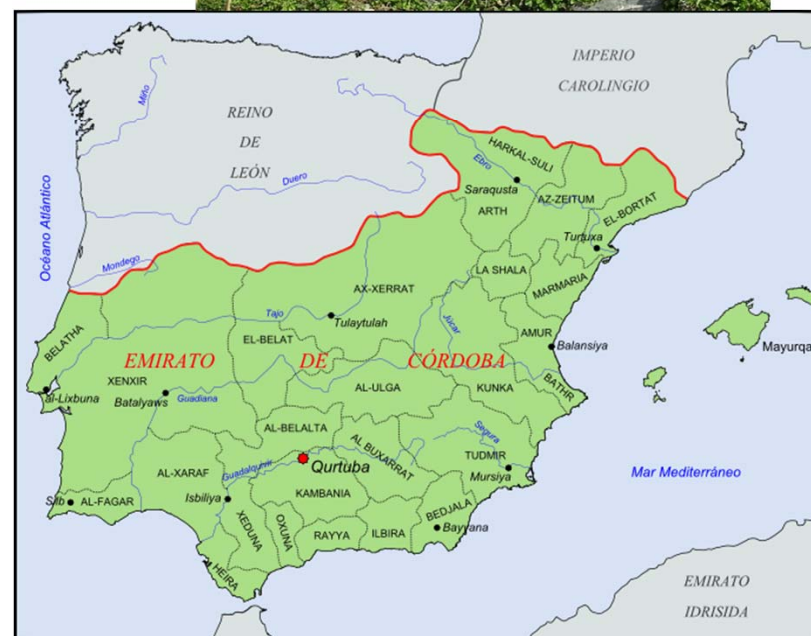 IMPERIO
CAROLINGIO
REINO
DE
LEÓN
Miño
Duero
Mondego
Océano Atlántico
HARKAL-SULI
Ebro
Saraqusta
ARTH
AZ-ZEITUM
EL-BORTAT
Turtuxa
LA SHALA
MARMARIA
AX-XERRAT
Tajo
Tulaytulah
Júcar
AMUR
Balansiya
Mayurqa
BELATHA
EL-BELAT
EMIRATO DE CÓRDOBA
XENXIR
al-Lixbuna
Batalyaws
Guadiana
AL-ULGA
KUNKA
BATHR
AL-BELALTA
AL BUXARRAT
Segura
TUDMIR
Mursiya
Mar Mediterráneo
AL-XARAF
Guadalquivir
Qurtuba
KAMBANIA
AL-FAGAR
Isbiliya
XEDUNA
OXUNA
RAYYA
ILBIRA
BEDJALA
Bayyana
HEIRA
EMIRATO
IDRISIDA